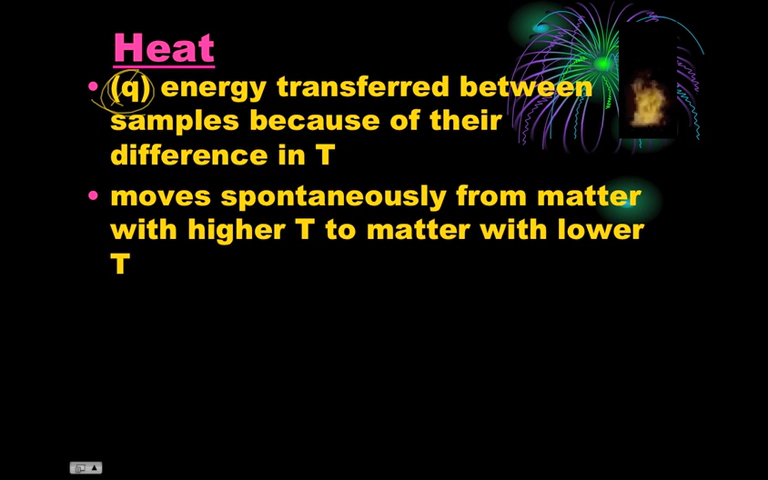 Heat
• (q) energy transferred between
samples because of their
difference in T
• moves spontaneously from matter
with higher T to matter with lower
T